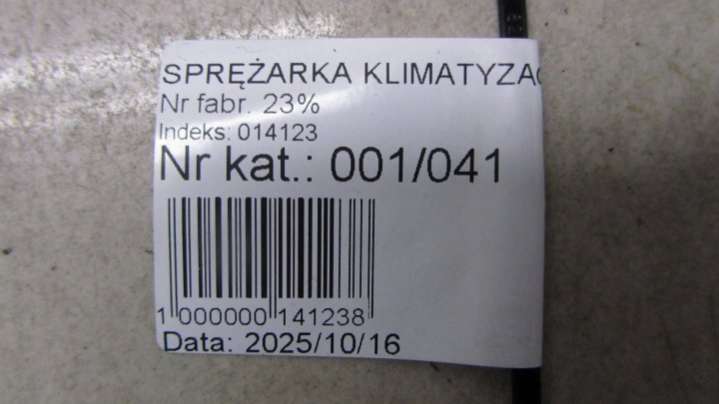 SPRĘŻARKA KLIMATYZAC
Nr fabr. 23%
Indeks: 014123
Nr kat.: 001/041
1 000000 141238
Data: 2025/10/16